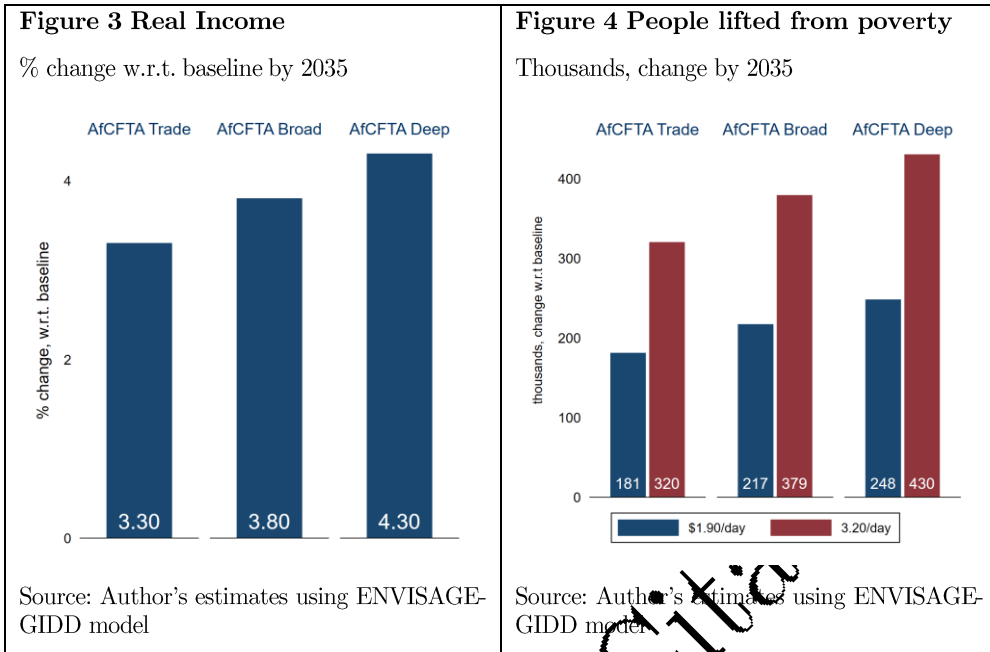 Figure 3 Real Income
% change w.r.t. baseline by 2035
AfCFTA Trade AfCFTA Broad AfCFTA Deep
% change, w.r.t. baseline
4
2
0
3.30 3.80 4.30
Source: Author's estimates using ENVISAGE-
GIDD model
Figure 4 People lifted from poverty
Thousands, change by 2035
AfCFTA Trade AfCFTA Broad AfCFTA Deep
thousands, change w.r.t baseline
400
300
200
100
0
181 320 217 379 248 430
$1.90/day 3.20/day
Source: Author's estimates using ENVISAGE-
GIDD model